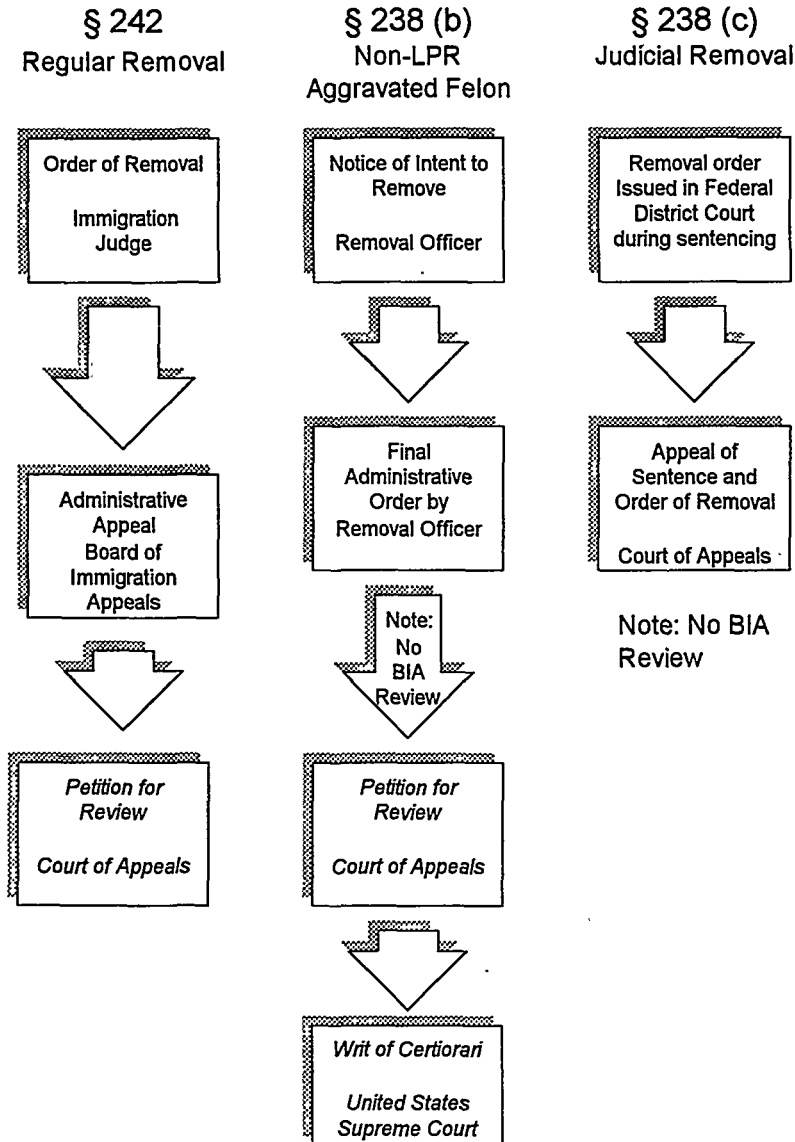 § 242
Regular Removal
Order of Removal
Immigration
Judge
Administrative
Appeal
Board of
Immigration
Appeals
Petition for
Review
Court of Appeals
§ 238 (b)
Non-LPR
Aggravated Felon
Notice of Intent to
Remove
Removal Officer
Final
Administrative
Order by
Removal Officer
Note:
No
BIA
Review
Petition for
Review
Court of Appeals
Writ of Certiorari
United States
Supreme Court
§ 238 (c)
Judicial Removal
Removal order
Issued in Federal
District Court
during sentencing
Appeal of
Sentence and
Order of Removal
Court of Appeals
Note: No BIA
Review